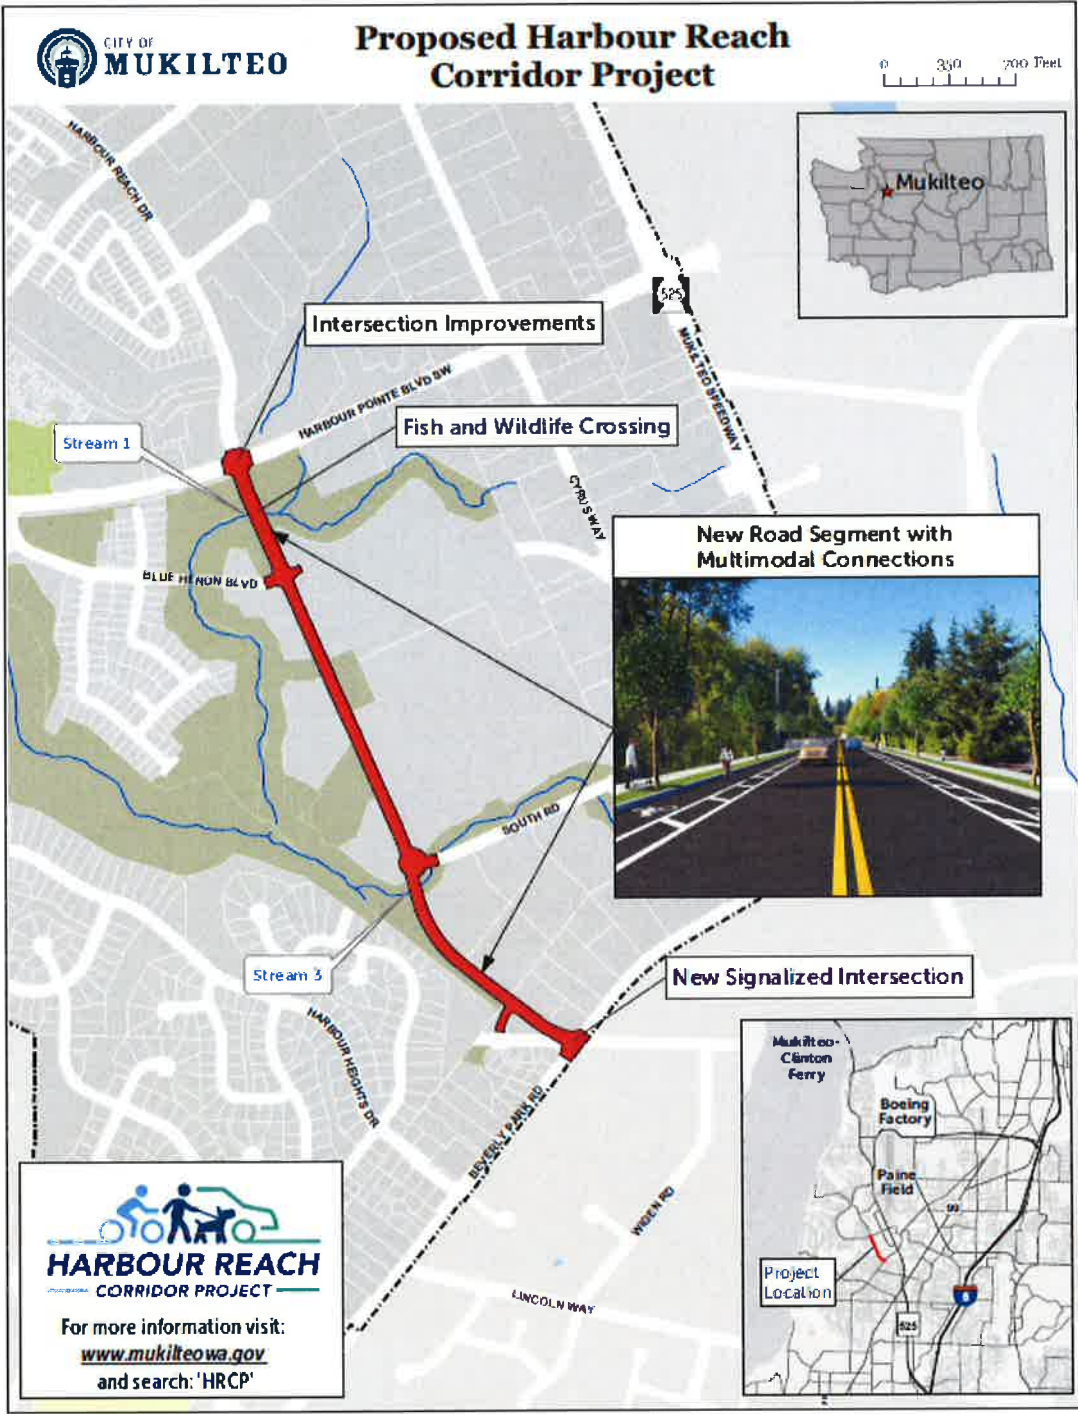 CITY OF
MUKILTEO
Proposed Harbour Reach
Corridor Project
0 350 700 Feet
HARBOUR REACH DR
Mukilteo
525
Intersection Improvements
MUKILTEO SPEEDWAY
HARBOUR POINTE BLVD SW
Stream 1
Fish and Wildlife Crossing
CYRUS WAY
New Road Segment with
Multimodal Connections
BLUE HERON BLVD
SOUTH RD
Stream 3
New Signalized Intersection
HARBOUR HEIGHTS DR
BEVERLY PARK RD
WIGEN RD
LINCOLN WAY
Mukilteo-
Clinton
Ferry
Boeing
Factory
Paine
Field
99
Project
Location
5
525
HARBOUR REACH
CORRIDOR PROJECT
For more information visit:
www.mukilteowa.gov
and search: 'HRCP'